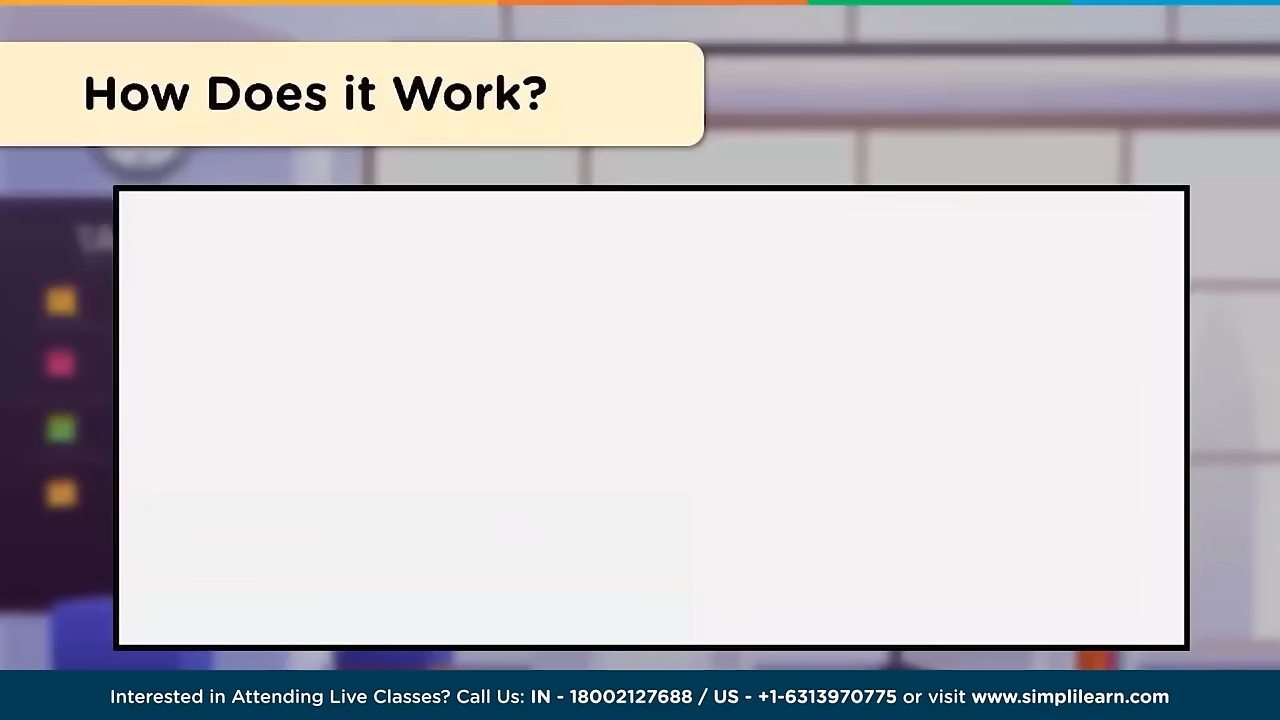 How Does it Work?
Interested in Attending Live Classes? Call Us: IN - 18002127688 / US - +1-6313970775 or visit www.simplilearn.com